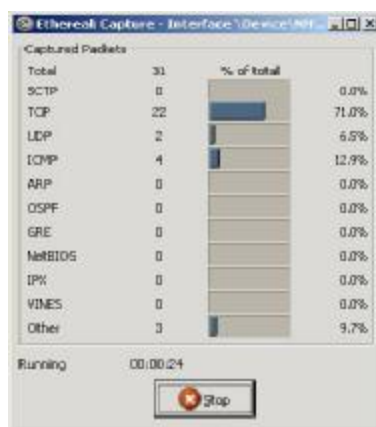 Ethereal: Capture - Interface \Device\NPF...
Captured Packets
Total 31 % of total
SCTP 0 0.0%
TCP 22 71.0%
UDP 2 6.5%
ICMP 4 12.9%
ARP 0 0.0%
OSPF 0 0.0%
GRE 0 0.0%
NetBIOS 0 0.0%
IPX 0 0.0%
VINES 0 0.0%
Other 3 9.7%
Running 00:00:24
Stop